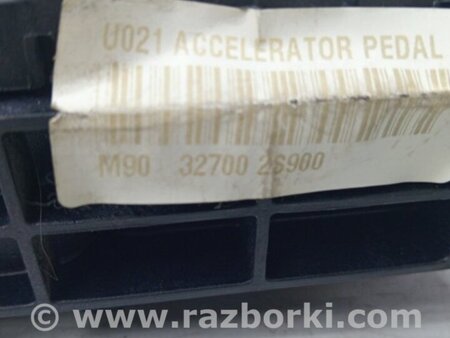 U021 ACCELERATOR PEDAL
M90 32700 2S900
www.razborki.com